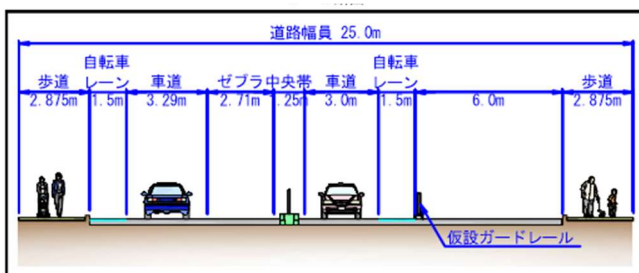 道路幅員 25.0m
歩道
2.875m
自転車
レーン
1.5m
車道
3.29m
ゼブラ
2.71m
中央帯
.25m
車道
3.0m
自転車
レーン
1.5m
6.0m
歩道
2.875m
仮設ガードレール